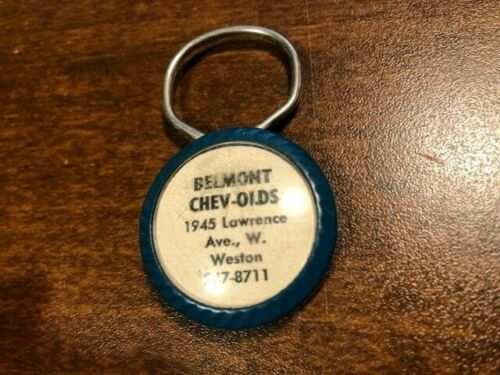 BELMONT
CHEV-OLDS
1945 Lawrence
Ave., W.
Weston